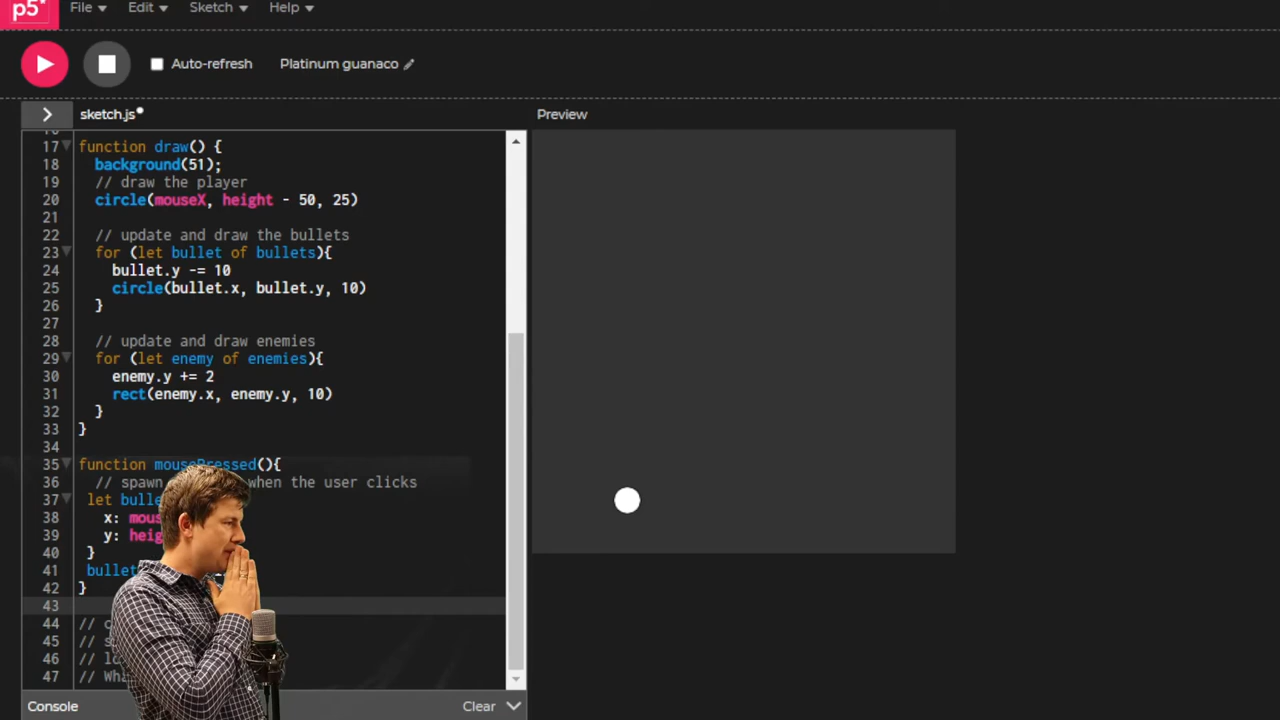 p5*
File Edit Sketch Help
Auto-refresh Platinum guanaco
sketch.js
Preview
17 function draw() {
18 background(51);
19 // draw the player
20 circle(mouseX, height - 50, 25)
21
22 // update and draw the bullets
23 for (let bullet of bullets){
24 bullet.y -= 10
25 circle(bullet.x, bullet.y, 10)
26 }
27
28 // update and draw enemies
29 for (let enemy of enemies){
30 enemy.y += 2
31 rect(enemy.x, enemy.y, 10)
32 }
33 }
34
35 function mousePressed(){
36 // spawn when the user clicks
37 let
38 x:
39 y:
40 }
41
42 }
43
44 //
45 //
46 //
47 //
Console Clear